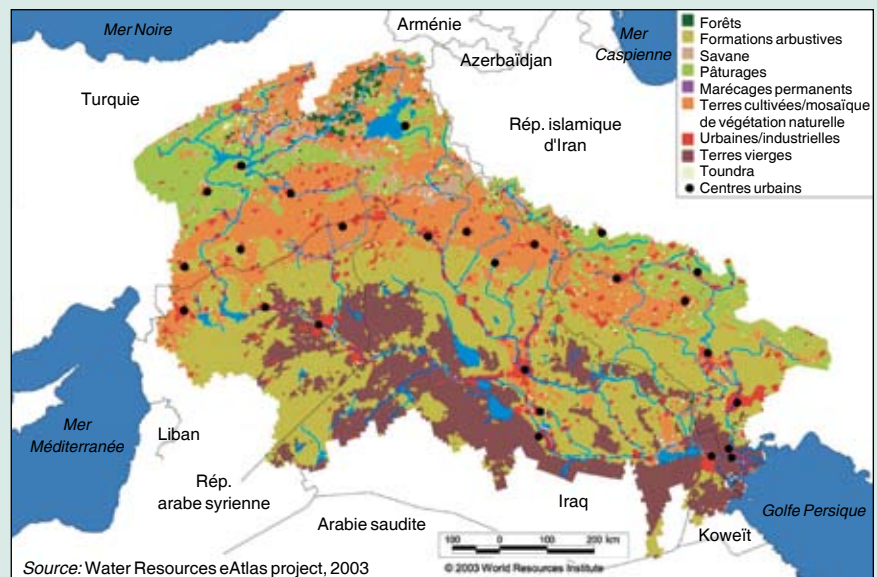 Mer Noire
Arménie
Mer
Caspienne
Azerbaïdjan
Turquie
Rép. islamique
d'Iran
Forêts
Formations arbustives
Savane
Pâturages
Marécages permanents
Terres cultivées/mosaïque
de végétation naturelle
Urbaines/industrielles
Terres vierges
Toundra
Centres urbains
Mer
Méditerranée
Liban
Rép.
arabe syrienne
Arabie saudite
Iraq
Koweït
Golfe Persique
100 0 100 200 km
© 2003 World Resources Institute
Source: Water Resources eAtlas project, 2003